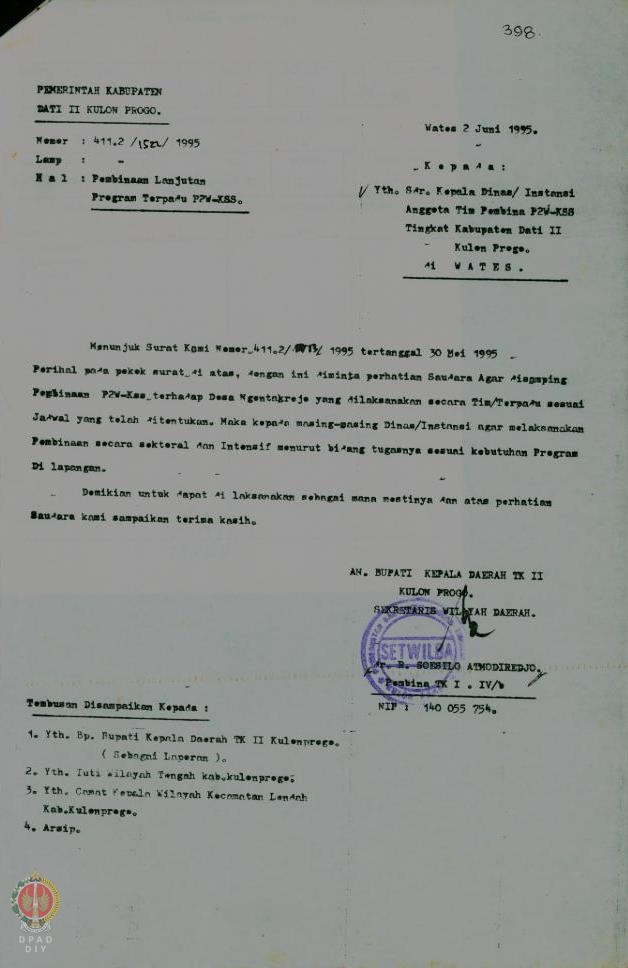 398.
PEMERINTAH KABUPATEN
DATI II KULON PROGO.
Wates 2 Juni 1995.
Nomor : 411.2 /1522/ 1995
Lamp : -
H a l : Pembinaan Lanjutan
Program Terpadu P2W-KSS.
K e p a d a :
Yth. Sdr. Kepala Dinas/ Instansi
Anggota Tim Pembina P2W-KSS
Tingkat Kabupaten Dati II
Kulon Progo.
di W A T E S .
Menunjuk Surat Kami Nomor 411.2/ / 1995 tertanggal 30 Mei 1995
Perihal pada pokok surat di atas, dengan ini diminta perhatian Saudara Agar disamping
Pembinaan P2W-Kss terhadap Desa Ngentakrejo yang dilaksanakan secara Tim/Terpadu sesuai
Jadwal yang telah ditentukan. Maka kepada masing-masing Dinas/Instansi agar melaksanakan
Pembinaan secara sektoral dan Intensif menurut bidang tugasnya sesuai kebutuhan Program
Di lapangan.
Demikian untuk dapat di laksanakan sebagai mana mestinya dan atas perhatian
Saudara kami sampaikan terima kasih.
AN. BUPATI KEPALA DAERAH TK II
KULON PROGO.
SEKRETARIS WILAYAH DAERAH.
SETWILDA
dr. R. SOESILO ATMODIREDJO.
Pembina TK I . IV/b
NIP : 140 055 754.
Tembusan Disampaikan Kepada :
1. Yth. Bp. Bupati Kepala Daerah TK II Kulonprogo.
( Sebagai Laporan ).
2. Yth. Tuti Wilayah Tengah kab.kulonprogo.
3. Yth. Camat Kepala Wilayah Kecamatan Lendah
Kab.Kulonprogo.
4. Arsip.
DPAD
DIY